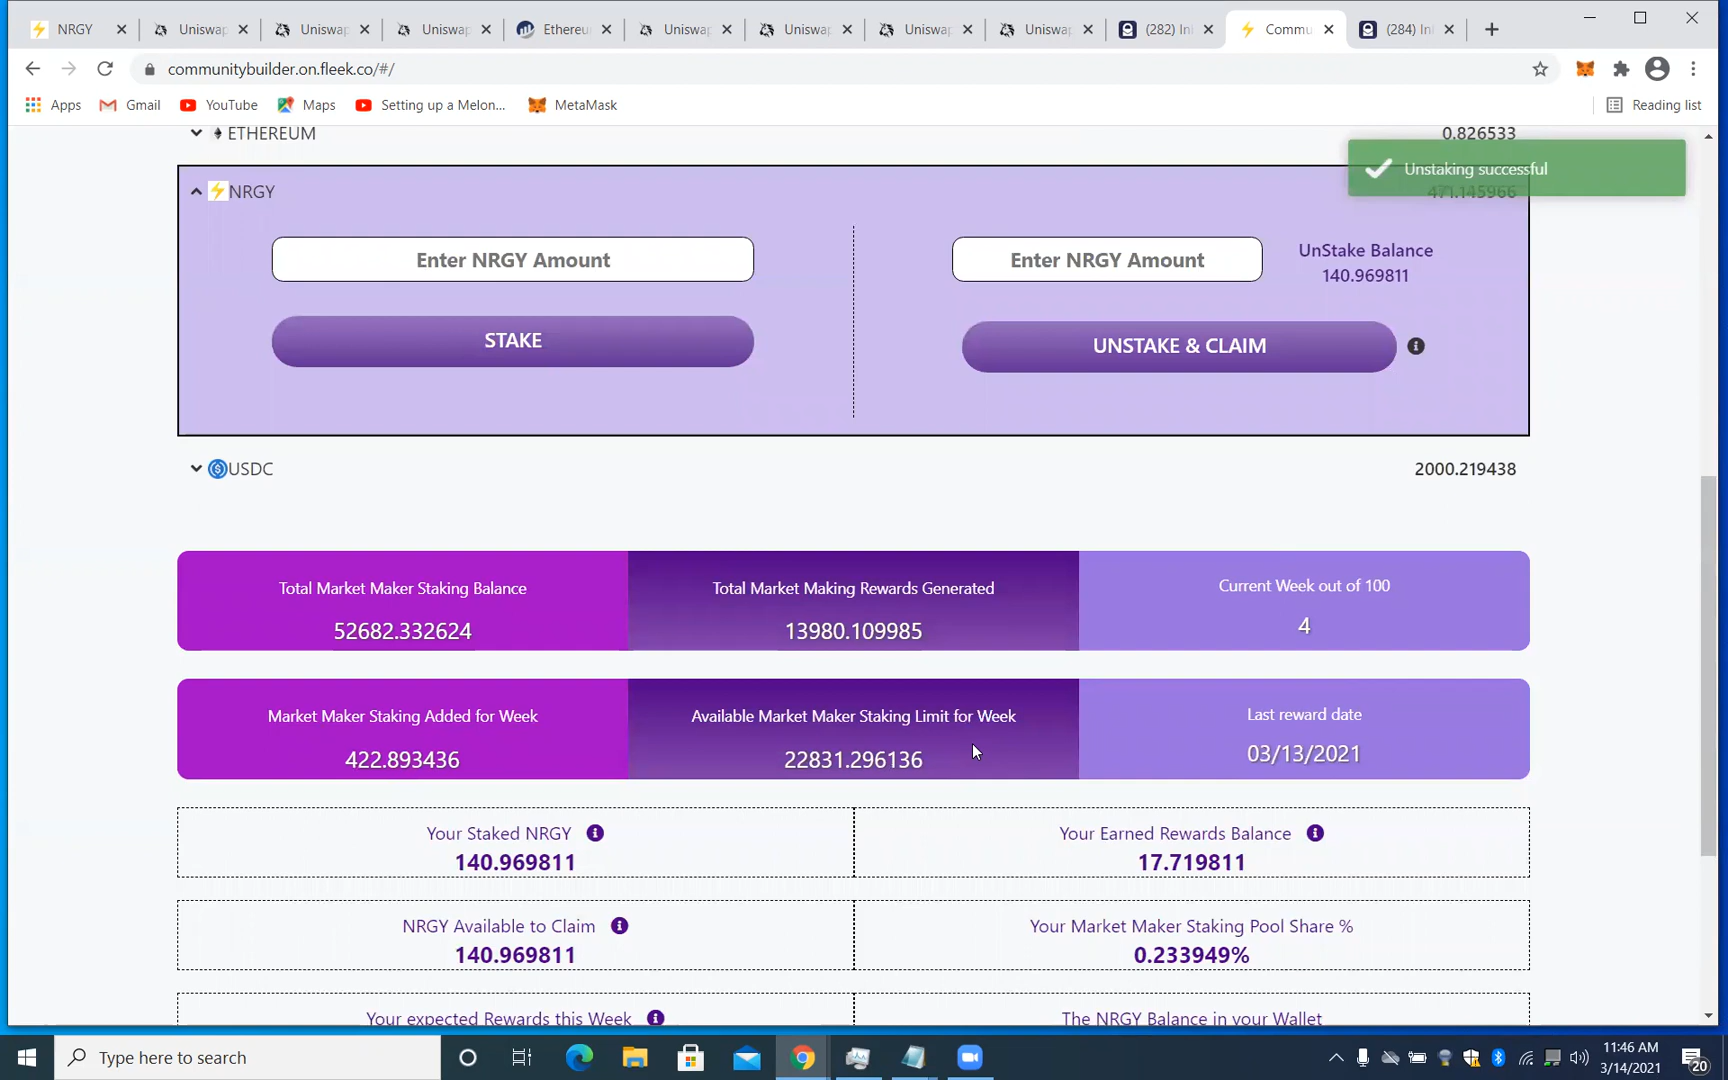 NRGY
Uniswap
Uniswap
Uniswap
Ethereu
Uniswap
Uniswap
Uniswap
Uniswap
(282) In
Commu
(284) In
communitybuilder.on.fleek.co/#/
Apps
Gmail
YouTube
Maps
Setting up a Melon...
MetaMask
Reading list
ETHEREUM
0.826533
Unstaking successful
NRGY
471.145966
Enter NRGY Amount
Enter NRGY Amount
UnStake Balance
140.969811
STAKE
UNSTAKE & CLAIM
USDC
2000.219438
Total Market Maker Staking Balance
52682.332624
Total Market Making Rewards Generated
13980.109985
Current Week out of 100
4
Market Maker Staking Added for Week
422.893436
Available Market Maker Staking Limit for Week
22831.296136
Last reward date
03/13/2021
Your Staked NRGY
140.969811
Your Earned Rewards Balance
17.719811
NRGY Available to Claim
140.969811
Your Market Maker Staking Pool Share %
0.233949%
Your expected Rewards this Week
The NRGY Balance in your Wallet
Type here to search
11:46 AM
3/14/2021
20